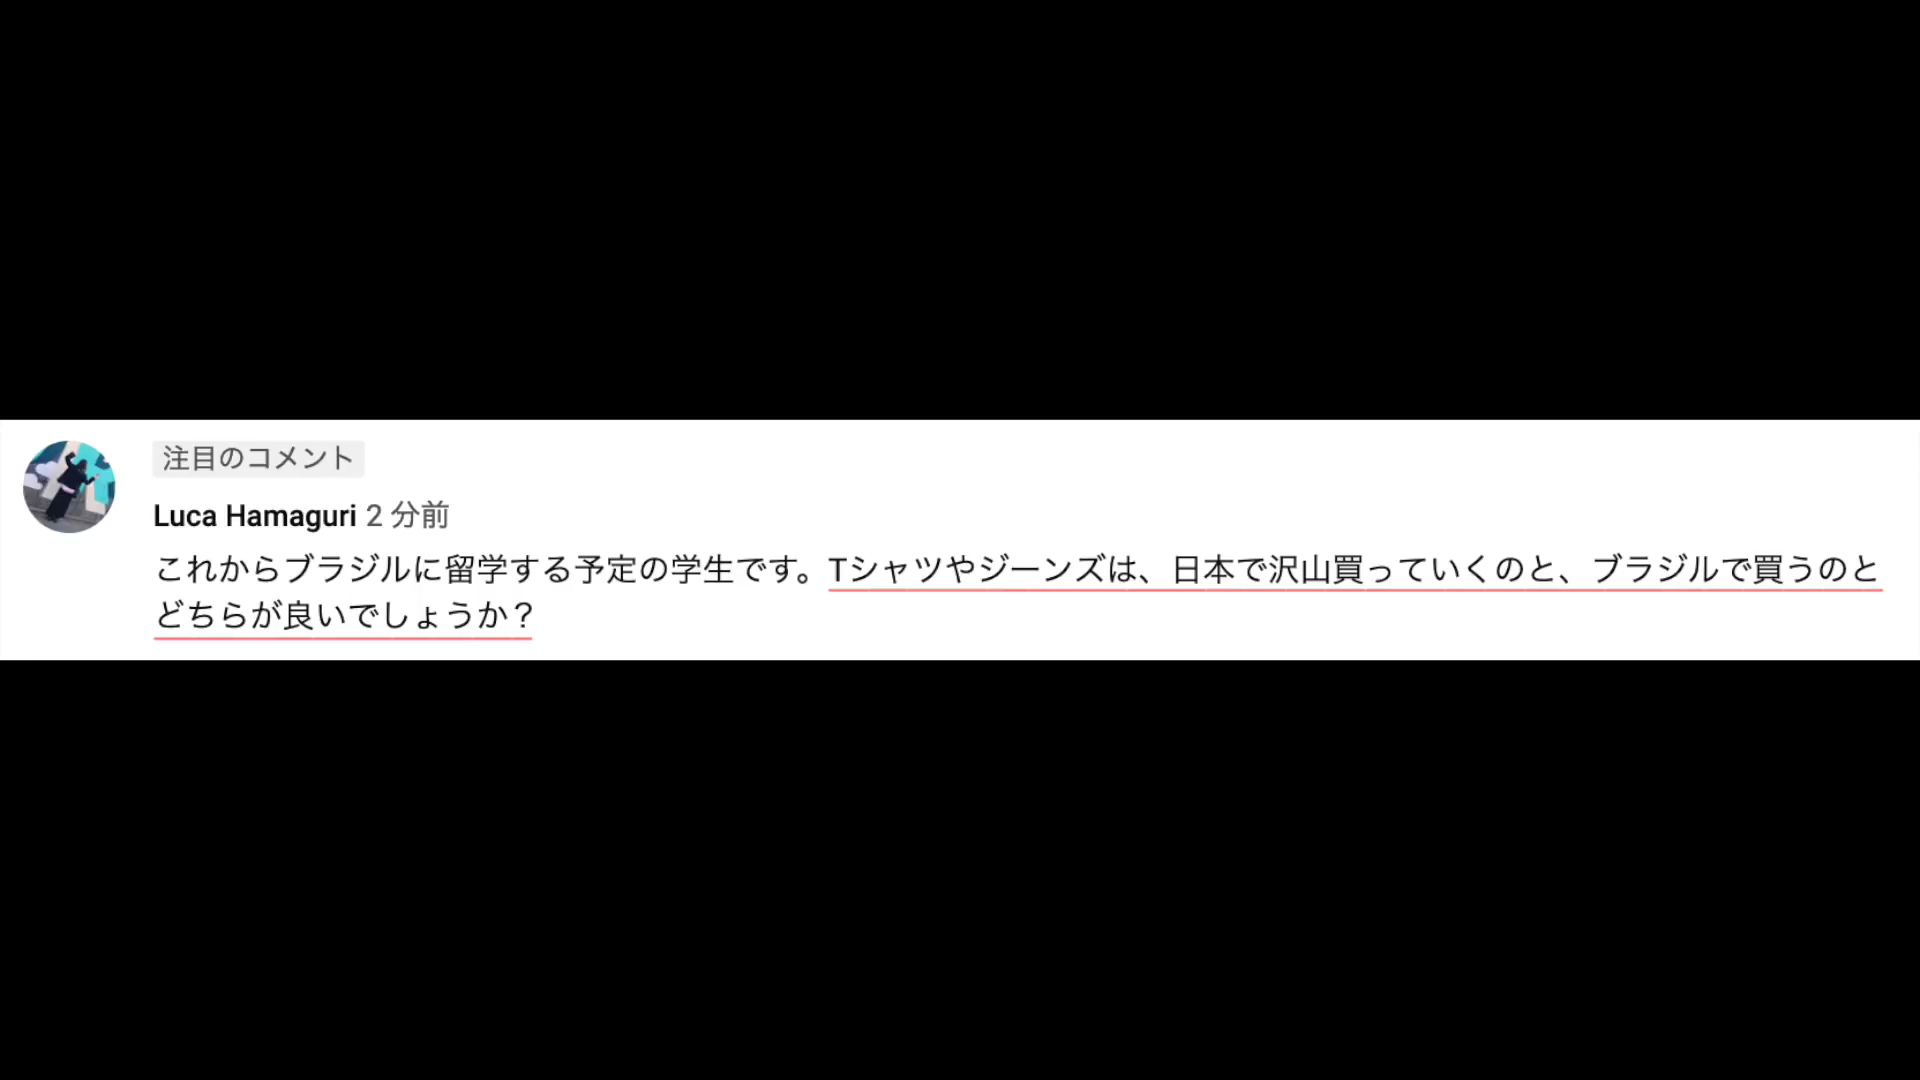 注目のコメント
Luca Hamaguri 2 分前
これからブラジルに留学する予定の学生です。Tシャツやジーンズは、日本で沢山買っていくのと、ブラジルで買うのと
どちらが良いでしょうか？